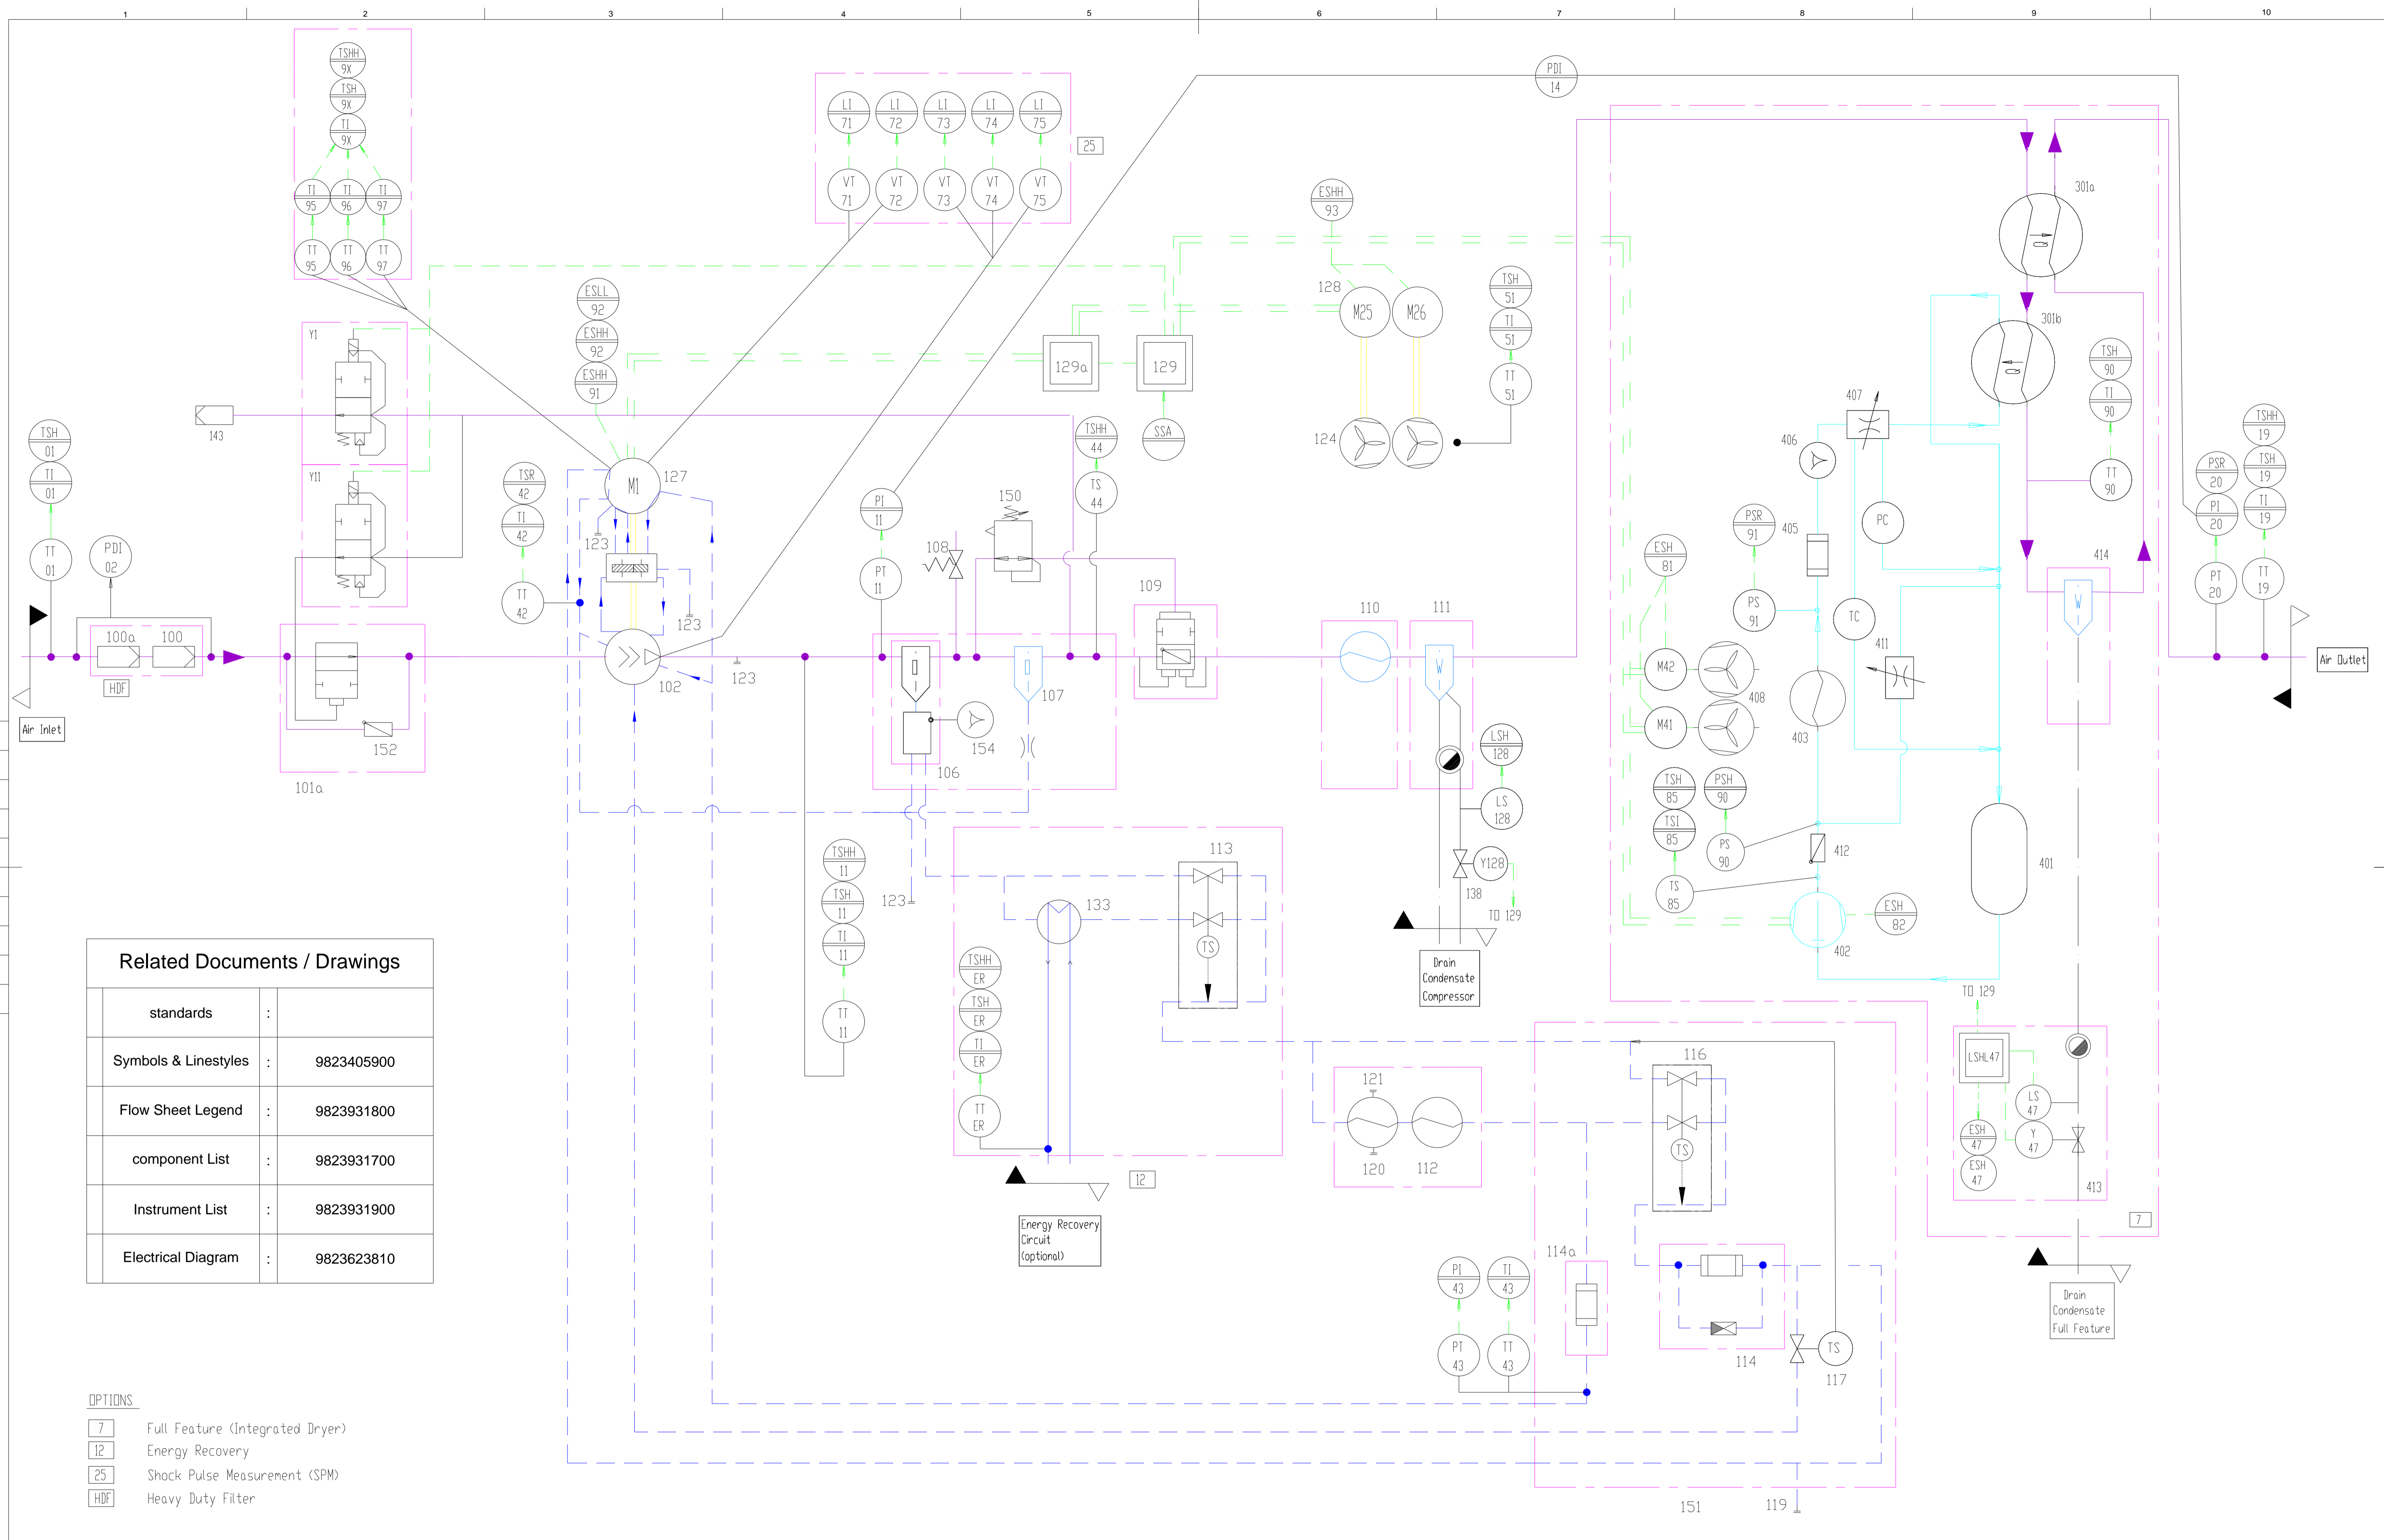 1 2 3 4 5 6 7 8 9 10
TSHH
9X
TSH
9X
TI
9X
TI
95
TI
96
TI
97
TT
95
TT
96
TT
97
LI
71
LI
72
LI
73
LI
74
LI
75
VT
71
VT
72
VT
73
VT
74
VT
75
25
PDI
14
ESHH
93
128
M25
M26
124
TSH
51
TI
51
TT
51
301a
Q
301b
Q
TSH
90
TI
90
TT
90
Y1
Y11
143
ESLL
92
ESHH
92
ESHH
91
M1
127
129a
129
SSA
TSHH
44
TS
44
TSH
01
TI
01
TT
01
PDI
02
100a
100
HDF
Air Inlet
152
101a
TSR
42
TI
42
TT
42
123
123
102
123
PI
11
PT
11
108
150
109
107
154
106
123
110
111
W
LSH
128
LS
128
Y128
138
TO 129
Drain
Condensate
Compressor
407
406
PC
PSR
91
405
PS
91
TC
411
ESH
81
M42
M41
408
403
TSH
85
TSI
85
TS
85
PSH
90
PS
90
412
401
402
ESH
82
414
W
PSR
20
PI
20
PT
20
TSHH
19
TSH
19
TI
19
TT
19
Air Outlet
TSHH
11
TSH
11
TI
11
TT
11
113
133
TS
TSHH
ER
TSH
ER
TI
ER
TT
ER
12
Energy Recovery
Circuit
(optional)
121
120
112
116
TS
114a
114
PI
43
TI
43
PT
43
TT
43
TS
117
151
119
TO 129
LSHL47
LS
47
Y
47
ESH
47
ESH
47
413
7
Drain
Condensate
Full Feature
Related Documents / Drawings
standards :
Symbols & Linestyles : 9823405900
Flow Sheet Legend : 9823931800
component List : 9823931700
Instrument List : 9823931900
Electrical Diagram : 9823623810
OPTIONS
7 Full Feature (Integrated Dryer)
12 Energy Recovery
25 Shock Pulse Measurement (SPM)
HDF Heavy Duty Filter